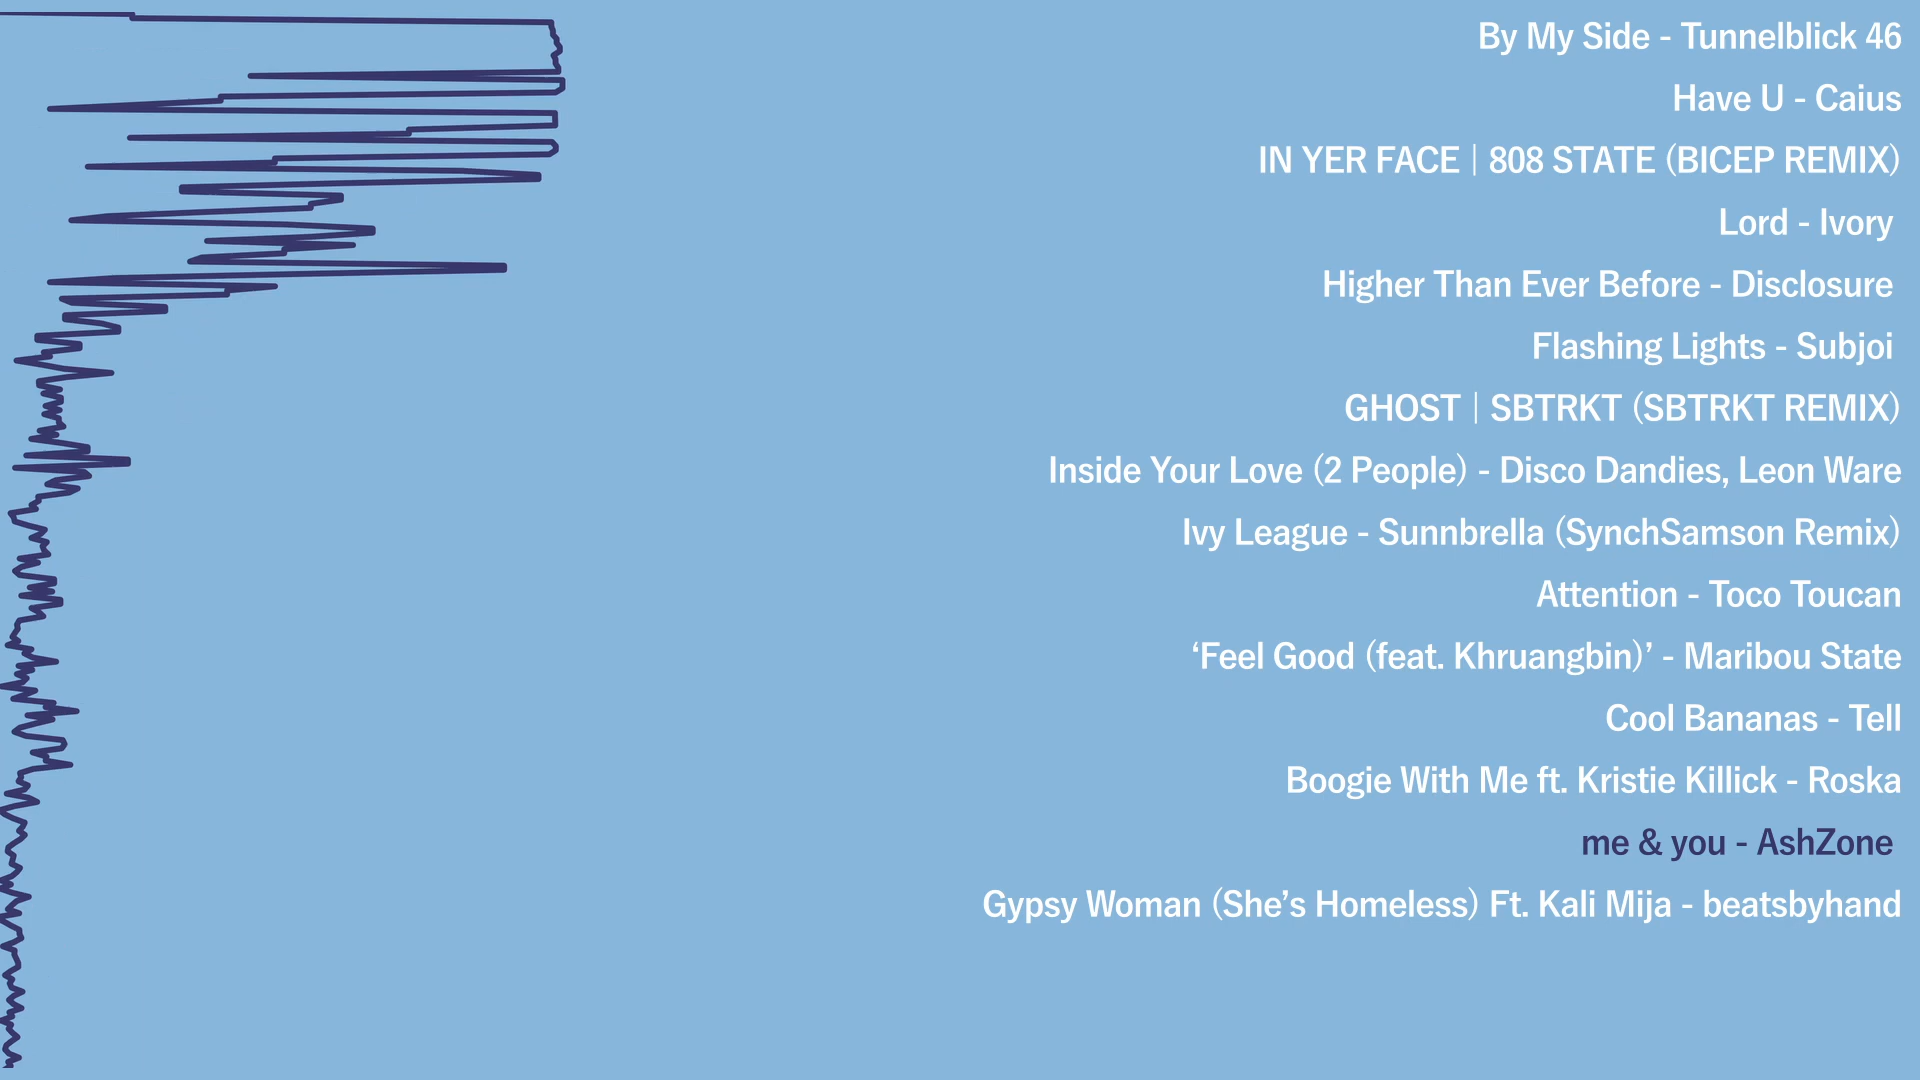 By My Side - Tunnelblick 46
Have U - Caius
IN YER FACE | 808 STATE (BICEP REMIX)
Lord - Ivory
Higher Than Ever Before - Disclosure
Flashing Lights - Subjoi
GHOST | SBTRKT (SBTRKT REMIX)
Inside Your Love (2 People) - Disco Dandies, Leon Ware
Ivy League - Sunnbrella (SynchSamson Remix)
Attention - Toco Toucan
‘Feel Good (feat. Khruangbin)’ - Maribou State
Cool Bananas - Tell
Boogie With Me ft. Kristie Killick - Roska
me & you - AshZone
Gypsy Woman (She’s Homeless) Ft. Kali Mija - beatsbyhand